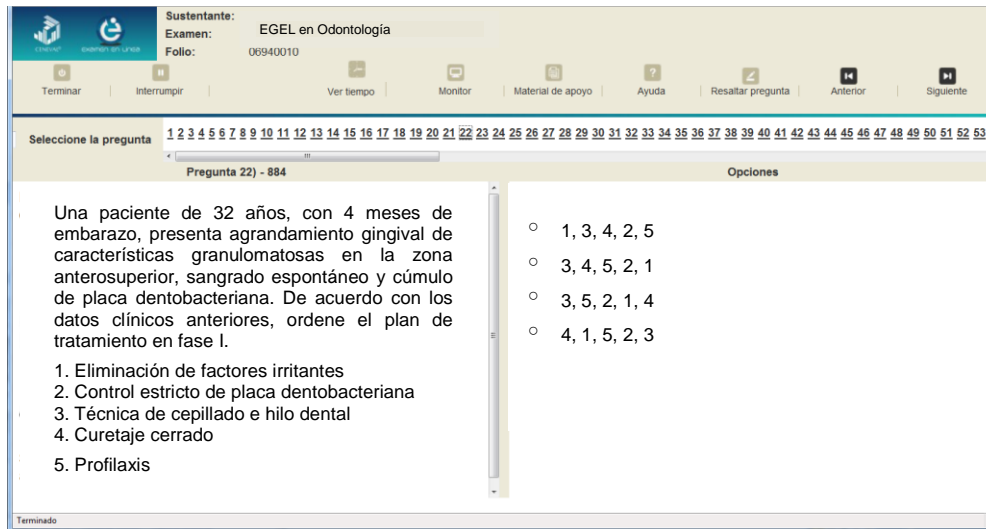 Sustentante:
Examen: EGEL en Odontología
Folio: 06940010
CENEVAL examen en línea
Terminar
Interrumpir
Ver tiempo
Monitor
Material de apoyo
Ayuda
Resaltar pregunta
Anterior
Siguiente
Seleccione la pregunta 1 2 3 4 5 6 7 8 9 10 11 12 13 14 15 16 17 18 19 20 21 22 23 24 25 26 27 28 29 30 31 32 33 34 35 36 37 38 39 40 41 42 43 44 45 46 47 48 49 50 51 52 53
Pregunta 22) - 884
Una paciente de 32 años, con 4 meses de
embarazo, presenta agrandamiento gingival de
características granulomatosas en la zona
anterosuperior, sangrado espontáneo y cúmulo
de placa dentobacteriana. De acuerdo con los
datos clínicos anteriores, ordene el plan de
tratamiento en fase I.
1. Eliminación de factores irritantes
2. Control estricto de placa dentobacteriana
3. Técnica de cepillado e hilo dental
4. Curetaje cerrado
5. Profilaxis
Opciones
1, 3, 4, 2, 5
3, 4, 5, 2, 1
3, 5, 2, 1, 4
4, 1, 5, 2, 3
Terminado